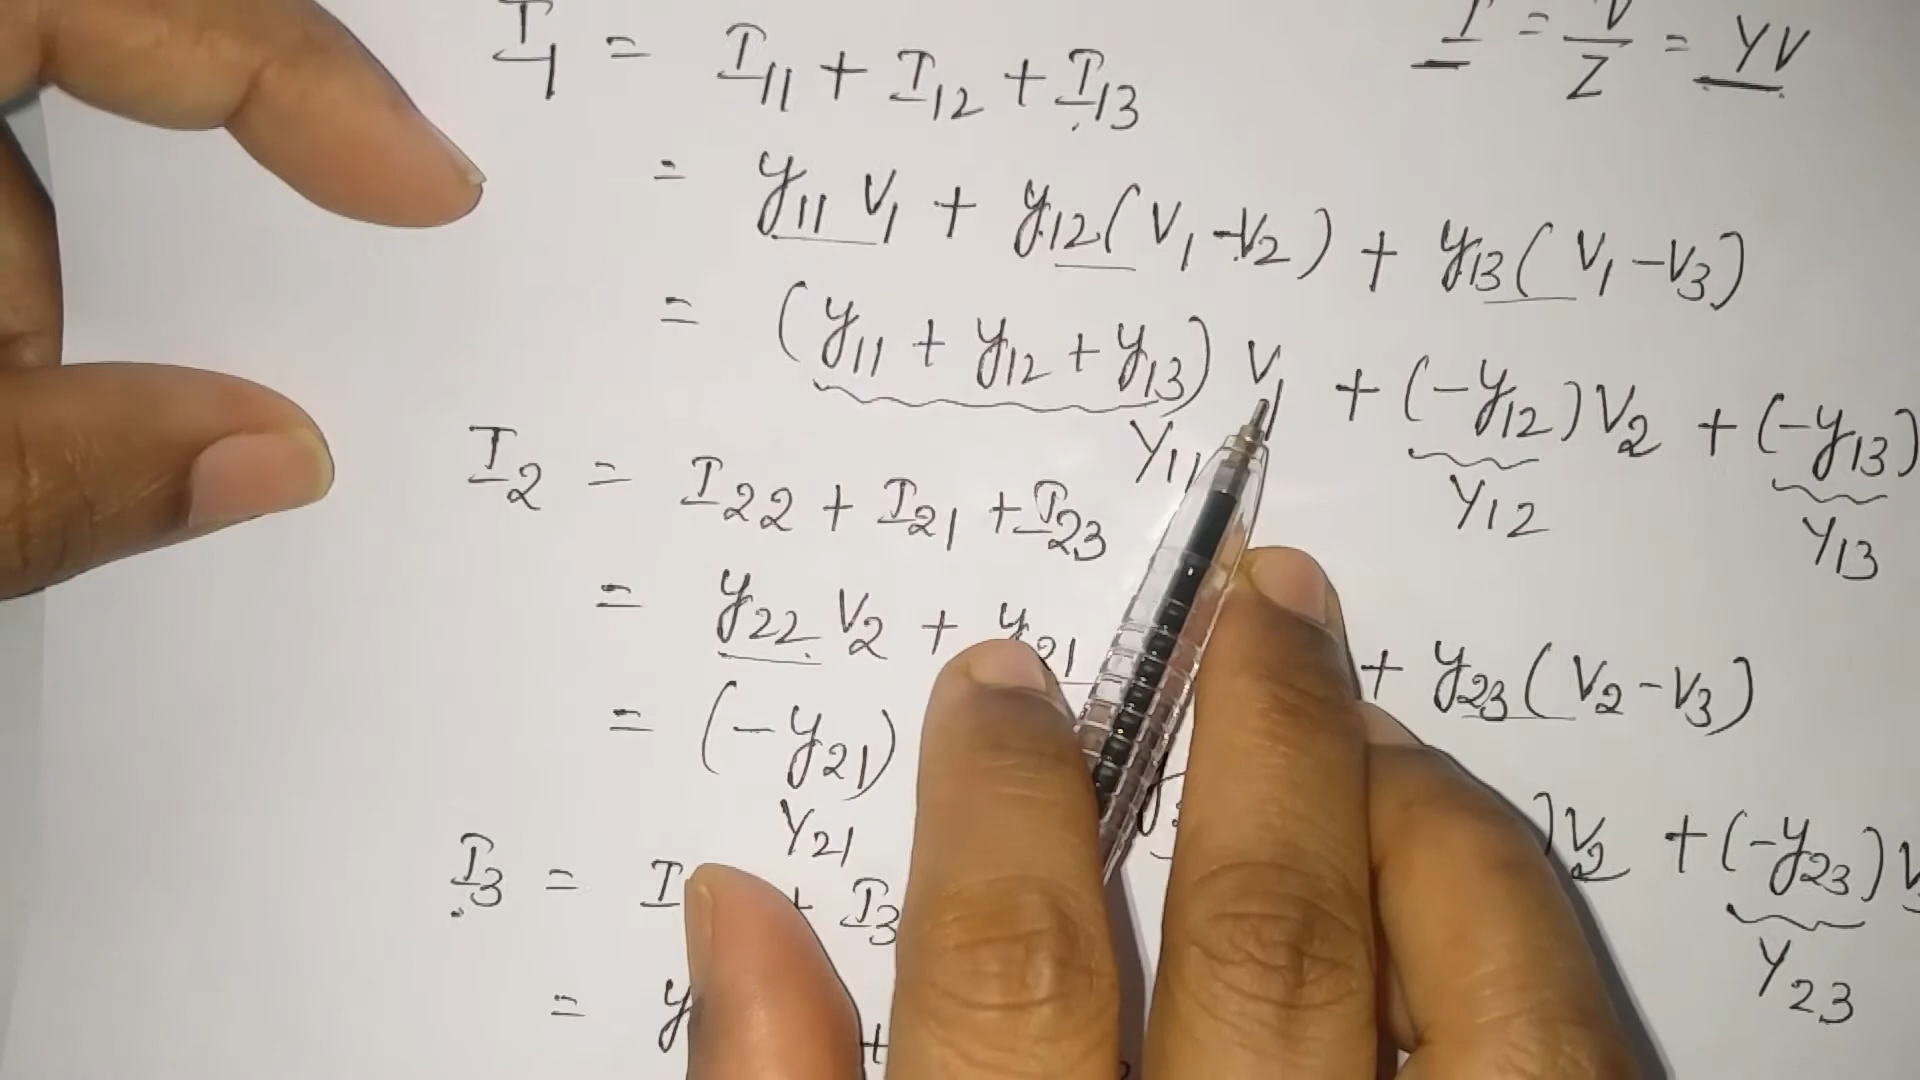 I1 = I11 + I12 + I13
I = V/Z = YV
= y11 V1 + y12(V1-V2) + y13(V1-V3)
= (y11 + y12 + y13) V1 + (-y12)V2 + (-y13)
Y11 Y12 Y13
I2 = I22 + I21 + I23
= y22 V2 + y21 + y23(V2-V3)
= (-y21) )V2 + (-y23)V
Y21 Y23
I3 = I + I3
= y +